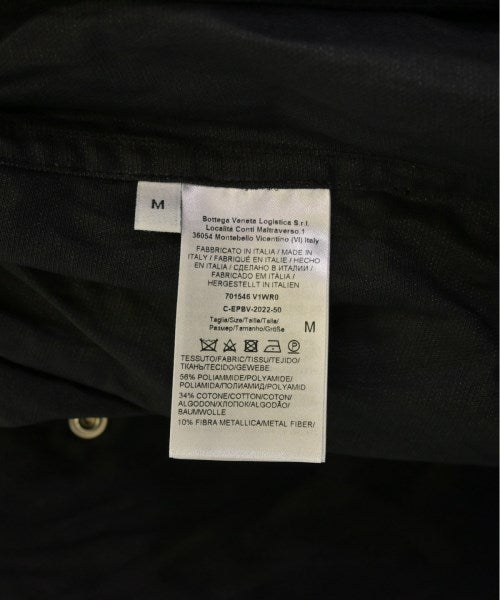 M
Bottega Veneta Logistica S.r.l.
Località Conti Maltraverso 1
36054 Montebello Vicentino (VI) Italy
FABBRICATO IN ITALIA / MADE IN
ITALY / FABRIQUÉ EN ITALIE / HECHO
EN ITALIA / СДЕЛАНО В ИТАЛИИ /
FABRICADO EM ITÁLIA /
HERGESTELLT IN ITALIEN
701546 V1WR0
C-EPBV-2022-50
Taglia/Size/Taille/Talla/
Размер/Tamanho/Größe M
TESSUTO/FABRIC/TISSU/TEJIDO/
ТКАНЬ/TECIDO/GEWEBE
56% POLIAMMIDE/POLYAMIDE/
POLIAMIDA/ПОЛИАМИД/POLYAMID
34% COTONE/COTTON/COTON/
ALGODÓN/ХЛОПОК/ALGODÃO/
BAUMWOLLE
10% FIBRA METALLICA/METAL FIBER/